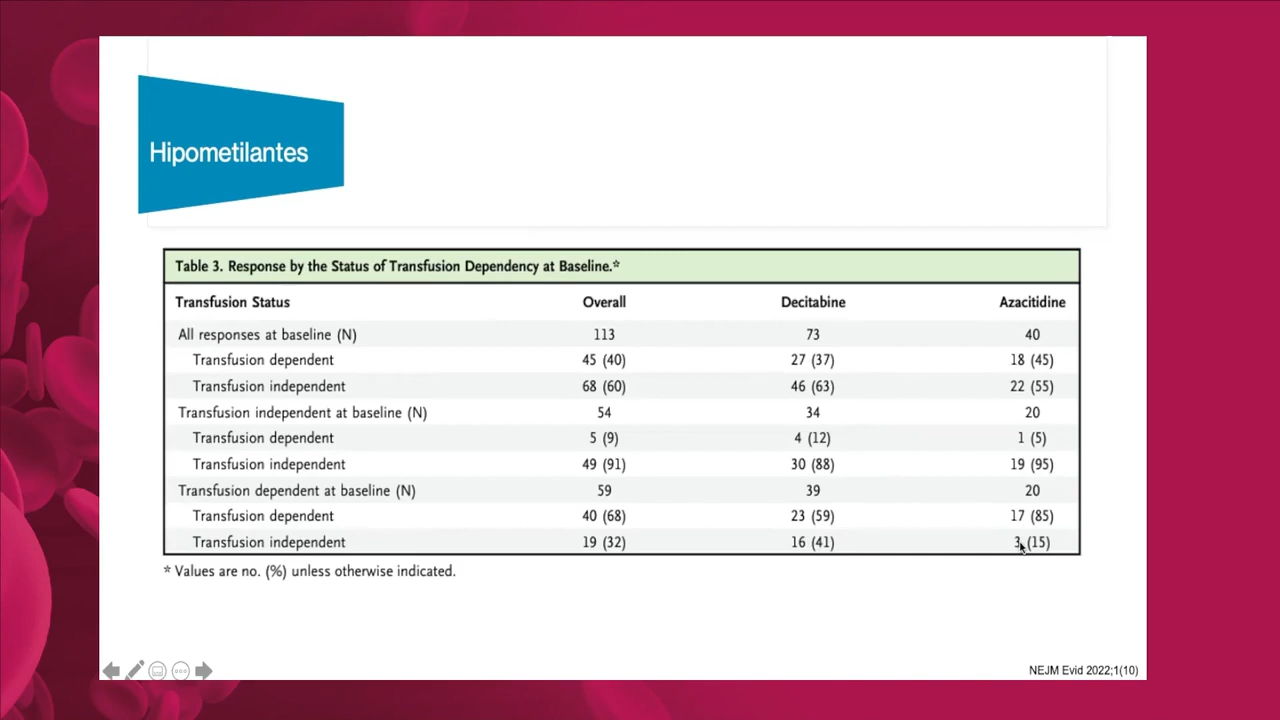 Hipometilantes
Table 3. Response by the Status of Transfusion Dependency at Baseline.*
Transfusion Status Overall Decitabine Azacitidine
All responses at baseline (N) 113 73 40
Transfusion dependent 45 (40) 27 (37) 18 (45)
Transfusion independent 68 (60) 46 (63) 22 (55)
Transfusion independent at baseline (N) 54 34 20
Transfusion dependent 5 (9) 4 (12) 1 (5)
Transfusion independent 49 (91) 30 (88) 19 (95)
Transfusion dependent at baseline (N) 59 39 20
Transfusion dependent 40 (68) 23 (59) 17 (85)
Transfusion independent 19 (32) 16 (41) 3 (15)
* Values are no. (%) unless otherwise indicated.
NEJM Evid 2022;1(10)